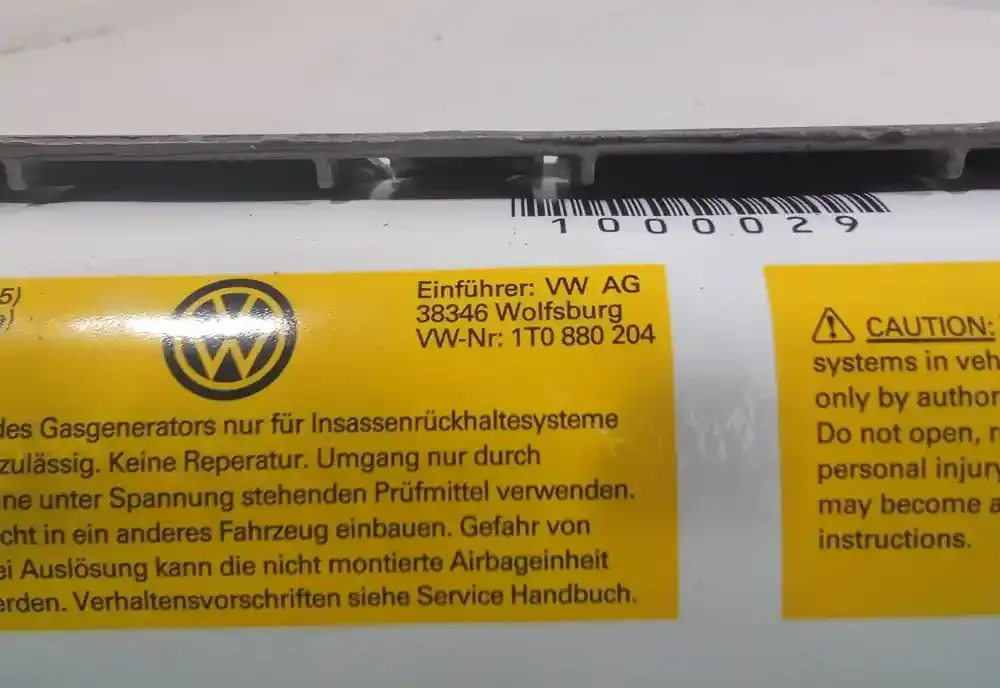 1000029
5)
Einführer: VW AG
38346 Wolfsburg
VW-Nr: 1T0 880 204
des Gasgenerators nur für Insassenrückhaltesysteme
zulässig. Keine Reperatur. Umgang nur durch
ne unter Spannung stehenden Prüfmittel verwenden.
cht in ein anderes Fahrzeug einbauen. Gefahr von
ei Auslösung kann die nicht montierte Airbageinheit
erden. Verhaltensvorschriften siehe Service Handbuch.
CAUTION:
systems in veh
only by author
Do not open, r
personal injury
may become a
instructions.